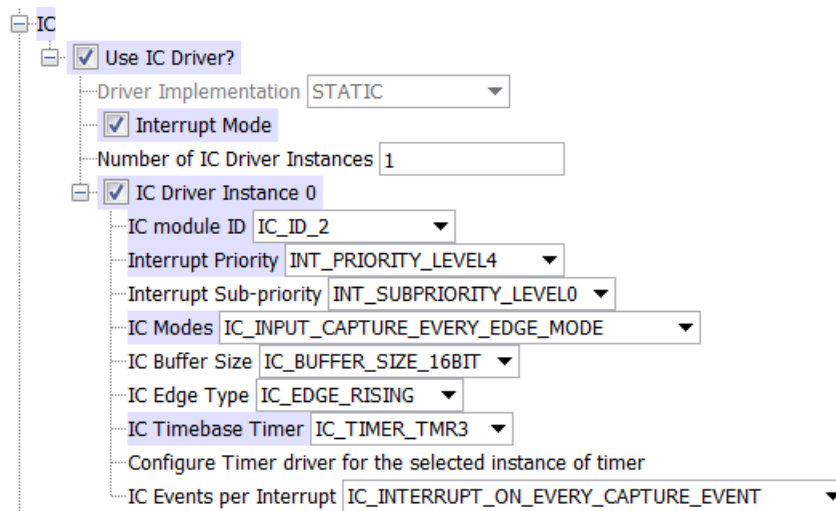 IC
Use IC Driver?
Driver Implementation STATIC
Interrupt Mode
Number of IC Driver Instances 1
IC Driver Instance 0
IC module ID IC_ID_2
Interrupt Priority INT_PRIORITY_LEVEL4
Interrupt Sub-priority INT_SUBPRIORITY_LEVEL0
IC Modes IC_INPUT_CAPTURE_EVERY_EDGE_MODE
IC Buffer Size IC_BUFFER_SIZE_16BIT
IC Edge Type IC_EDGE_RISING
IC Timebase Timer IC_TIMER_TMR3
Configure Timer driver for the selected instance of timer
IC Events per Interrupt IC_INTERRUPT_ON_EVERY_CAPTURE_EVENT